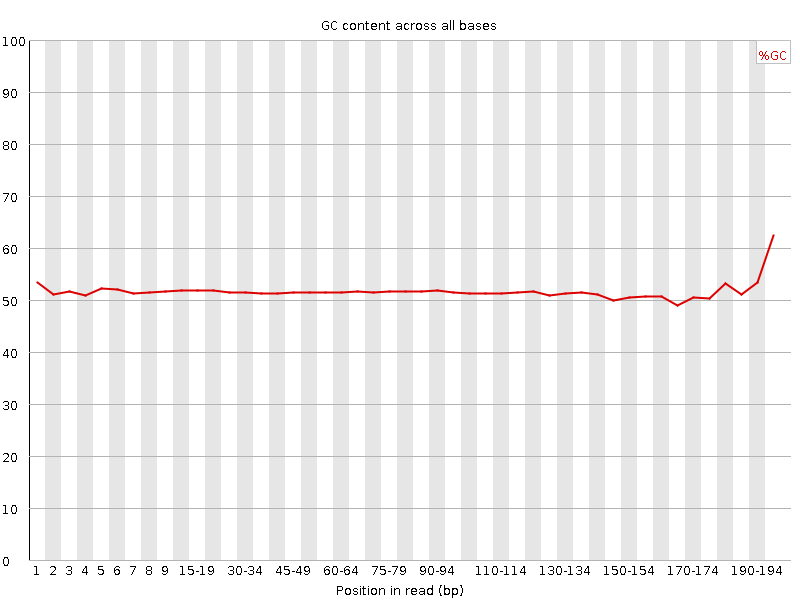 GC content across all bases
%GC
100
90
80
70
60
50
40
30
20
10
0
1 2 3 4 5 6 7 8 9 15-19 30-34 45-49 60-64 75-79 90-94 110-114 130-134 150-154 170-174 190-194
Position in read (bp)